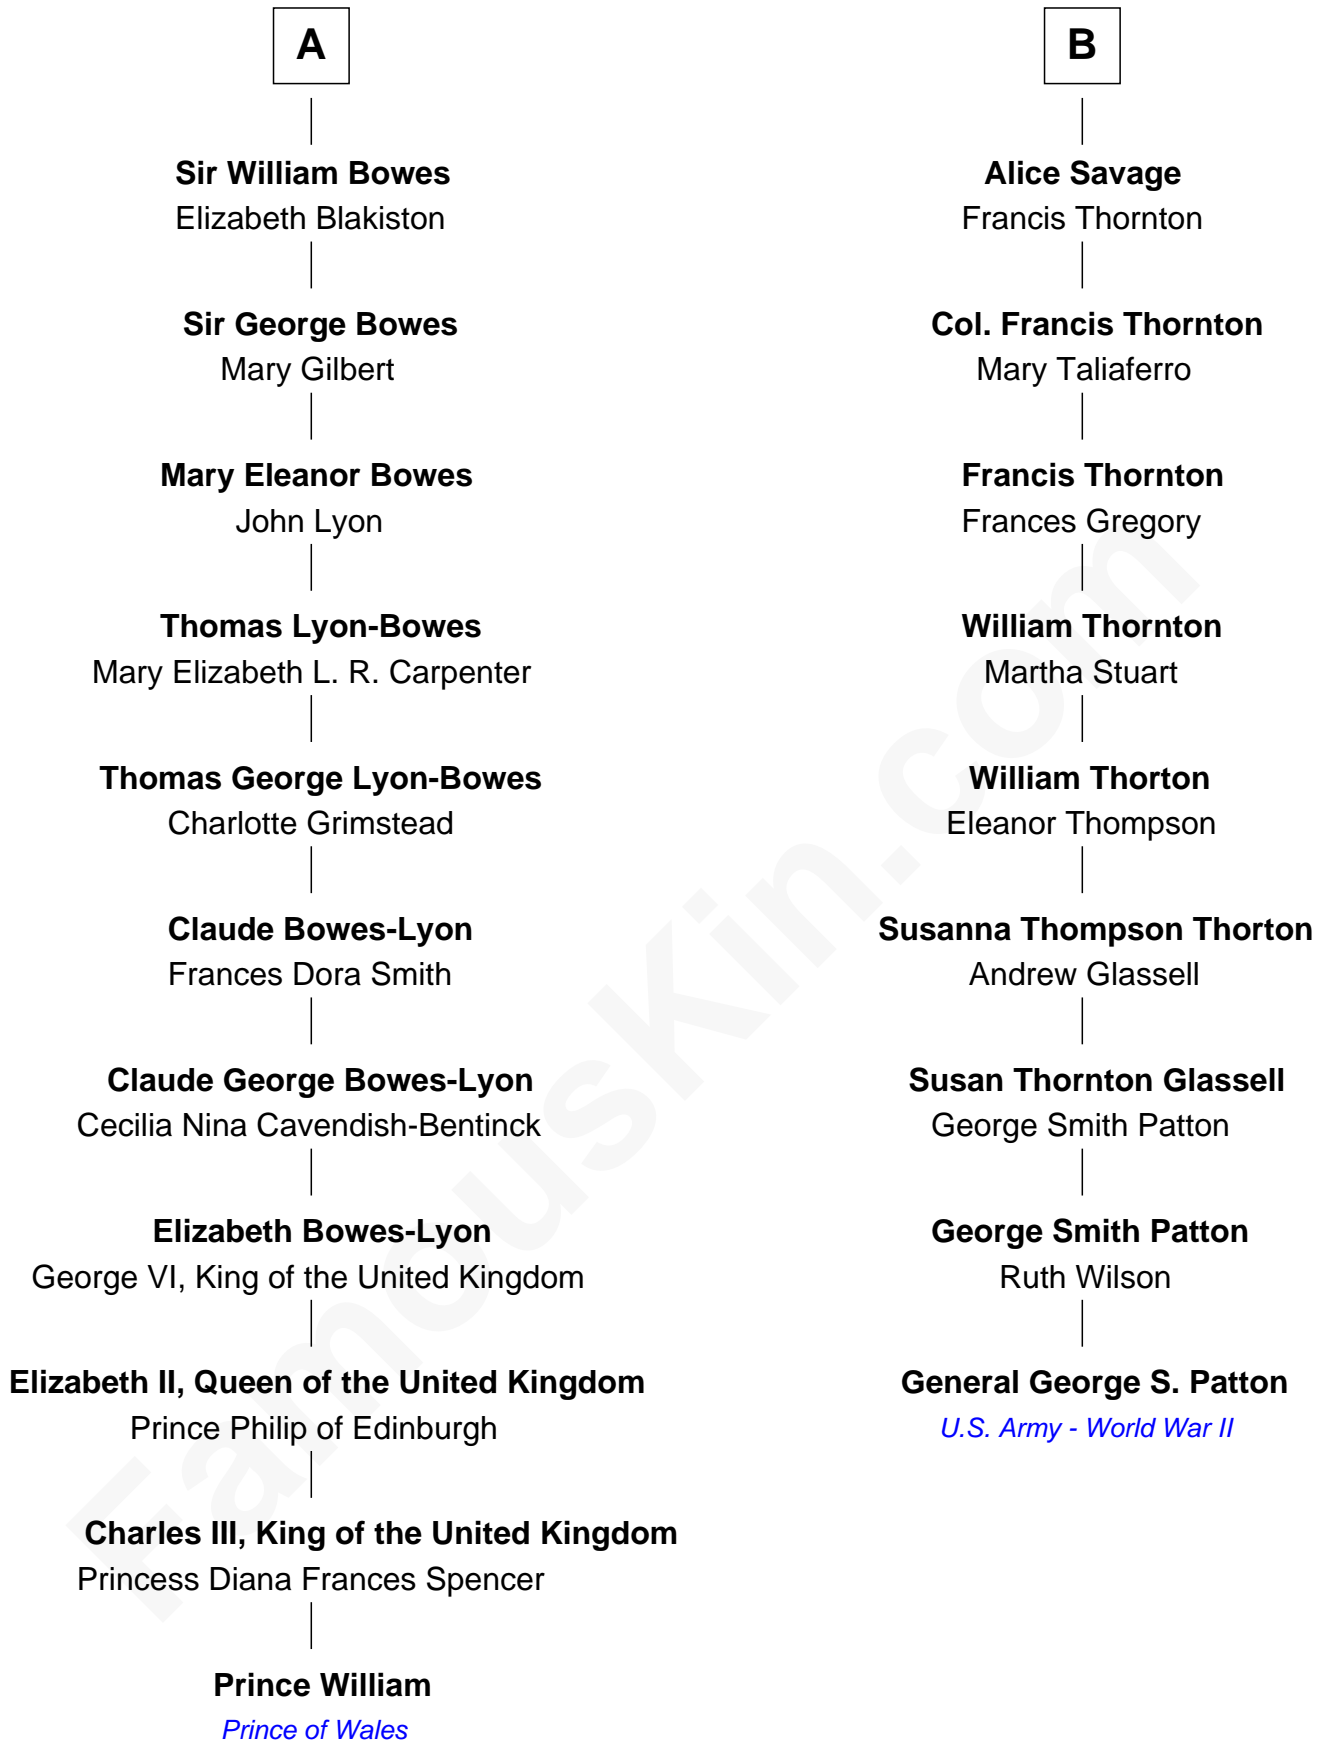 A
Sir William Bowes
Elizabeth Blakiston
Sir George Bowes
Mary Gilbert
Mary Eleanor Bowes
John Lyon
Thomas Lyon-Bowes
Mary Elizabeth L. R. Carpenter
Thomas George Lyon-Bowes
Charlotte Grimstead
Claude Bowes-Lyon
Frances Dora Smith
Claude George Bowes-Lyon
Cecilia Nina Cavendish-Bentinck
Elizabeth Bowes-Lyon
George VI, King of the United Kingdom
Elizabeth II, Queen of the United Kingdom
Prince Philip of Edinburgh
Charles III, King of the United Kingdom
Princess Diana Frances Spencer
Prince William
Prince of Wales
B
Alice Savage
Francis Thornton
Col. Francis Thornton
Mary Taliaferro
Francis Thornton
Frances Gregory
William Thornton
Martha Stuart
William Thorton
Eleanor Thompson
Susanna Thompson Thorton
Andrew Glassell
Susan Thornton Glassell
George Smith Patton
George Smith Patton
Ruth Wilson
General George S. Patton
U.S. Army - World War II
FamousKin.com